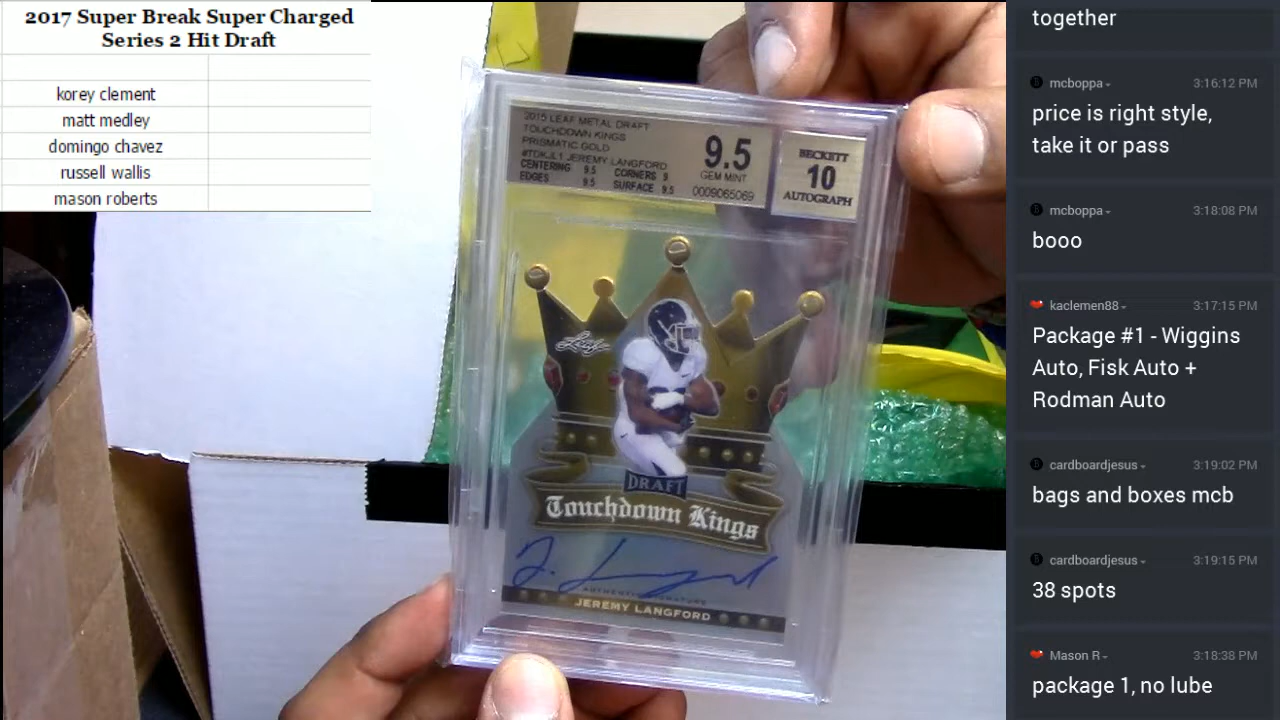 2017 Super Break Super Charged
Series 2 Hit Draft
korey clement
matt medley
domingo chavez
russell wallis
mason roberts
2015 LEAF METAL DRAFT
TOUCHDOWN KINGS
PRISMATIC GOLD
#TDKJL1 JEREMY LANGFORD
CENTERING 9.5 CORNERS 9
EDGES 9.5 SURFACE 9.5
9.5
GEM MINT
0009065069
BECKETT
10
AUTOGRAPH
Leaf
DRAFT
Touchdown Kings
J. Langford
AUTHENTIC SIGNATURE
JEREMY LANGFORD
together
mcboppa 3:16:12 PM
price is right style,
take it or pass
mcboppa 3:18:08 PM
booo
kaclemen88 3:17:15 PM
Package #1 - Wiggins
Auto, Fisk Auto +
Rodman Auto
cardboardjesus 3:19:02 PM
bags and boxes mcb
cardboardjesus 3:19:15 PM
38 spots
Mason R 3:18:38 PM
package 1, no lube